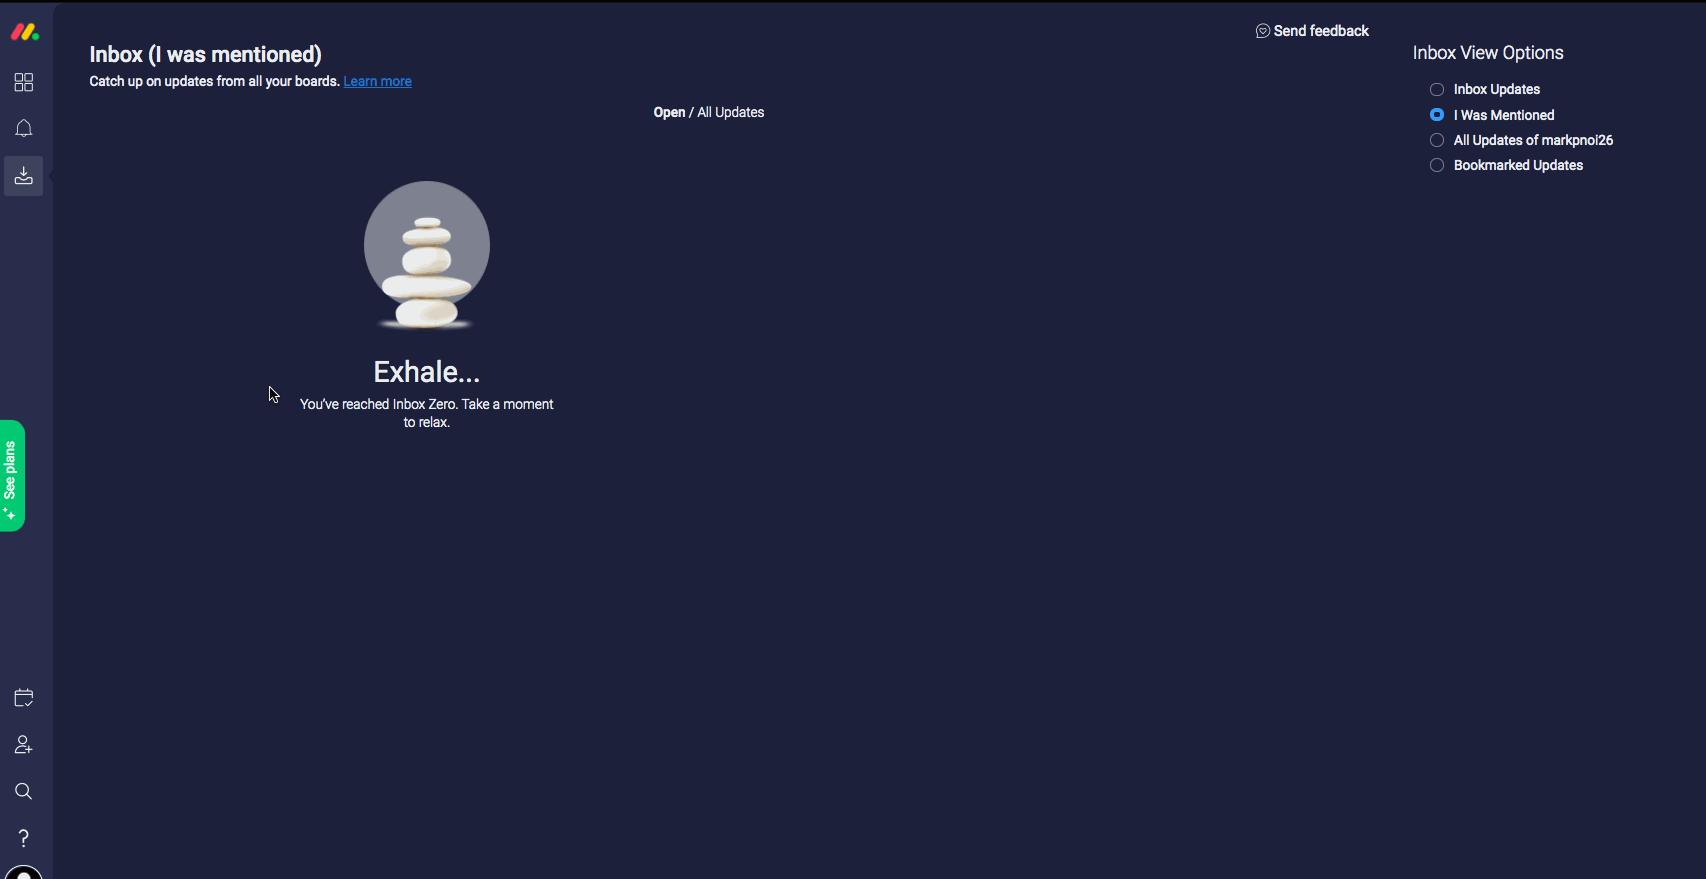 Send feedback
Inbox (I was mentioned)
Catch up on updates from all your boards. Learn more
Open / All Updates
Inbox View Options
Inbox Updates
I Was Mentioned
All Updates of markpnoi26
Bookmarked Updates
Exhale...
You've reached Inbox Zero. Take a moment
to relax.
See plans
?